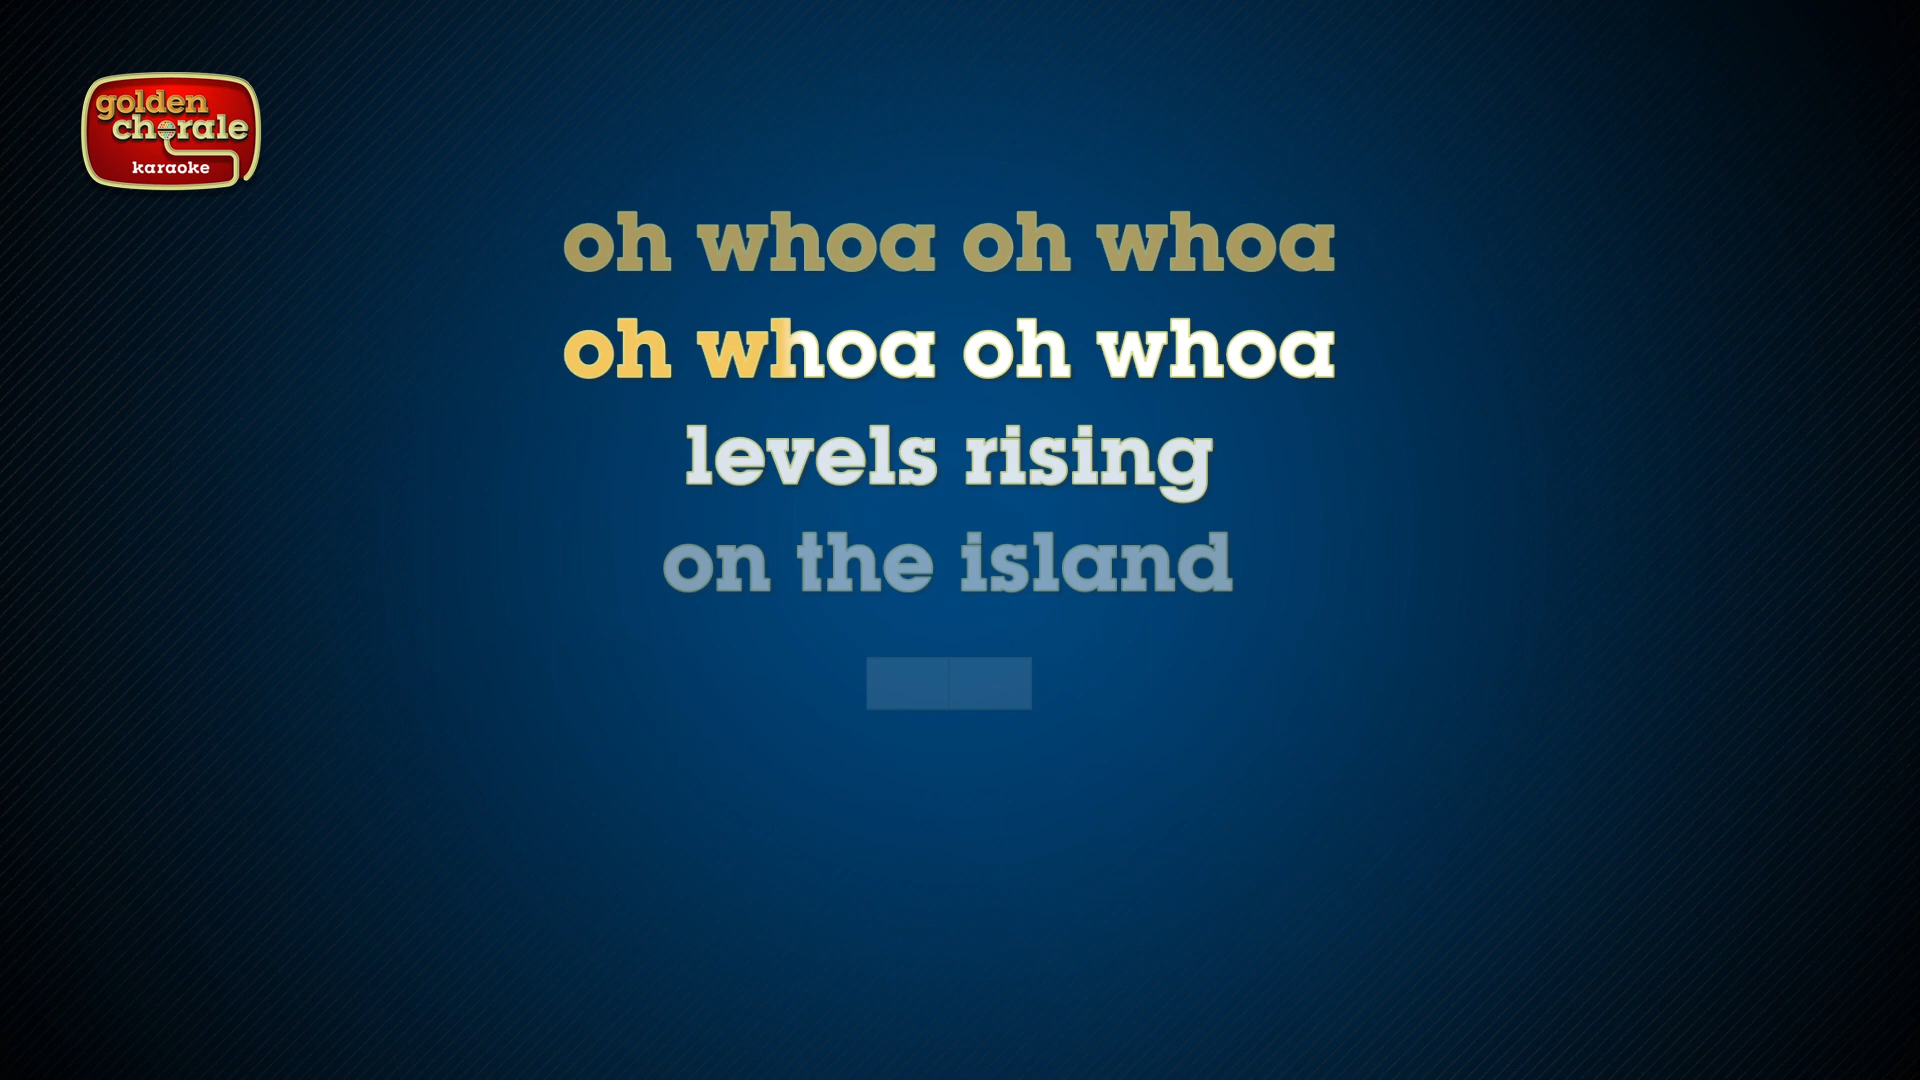 golden
chorale
karaoke
oh whoa oh whoa
oh whoa oh whoa
levels rising
on the island